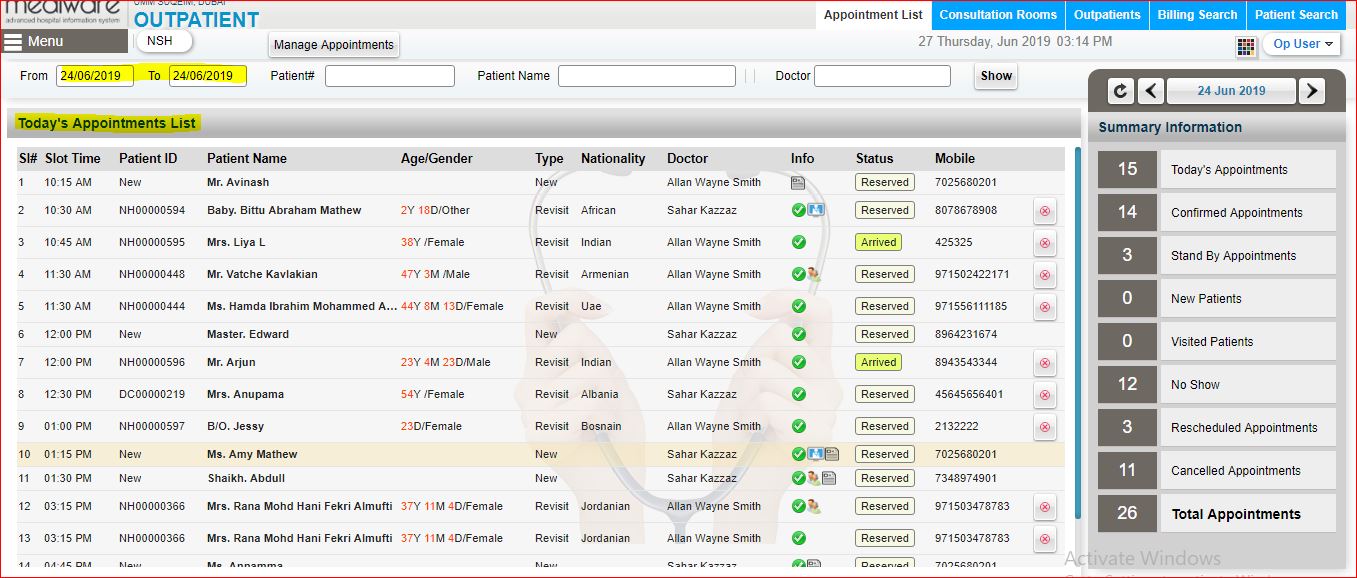 medware
advanced hospital information system
UMM SUQEIM, DUBAI
OUTPATIENT
Appointment List Consultation Rooms Outpatients Billing Search Patient Search
Menu NSH Manage Appointments 27 Thursday, Jun 2019 03:14 PM Op User
From 24/06/2019 To 24/06/2019 Patient# Patient Name Doctor Show
24 Jun 2019
Today's Appointments List
Sl# Slot Time Patient ID Patient Name Age/Gender Type Nationality Doctor Info Status Mobile
1 10:15 AM New Mr. Avinash New Allan Wayne Smith Reserved 7025680201
2 10:30 AM NH00000594 Baby. Bittu Abraham Mathew 2Y 18D/Other Revisit African Sahar Kazzaz Reserved 8078678908
3 10:45 AM NH00000595 Mrs. Liya L 38Y /Female Revisit Indian Allan Wayne Smith Arrived 425325
4 11:30 AM NH00000448 Mr. Vatche Kavlakian 47Y 3M /Male Revisit Armenian Allan Wayne Smith Reserved 971502422171
5 11:30 AM NH00000444 Ms. Hamda Ibrahim Mohammed A... 44Y 8M 13D/Female Revisit Uae Allan Wayne Smith Reserved 971556111185
6 12:00 PM New Master. Edward New Sahar Kazzaz Reserved 8964231674
7 12:00 PM NH00000596 Mr. Arjun 23Y 4M 23D/Male Revisit Indian Allan Wayne Smith Arrived 8943543344
8 12:30 PM DC00000219 Mrs. Anupama 54Y /Female Revisit Albania Sahar Kazzaz Reserved 45645656401
9 01:00 PM NH00000597 B/O. Jessy 23D/Female Revisit Bosnain Sahar Kazzaz Reserved 2132222
10 01:15 PM New Ms. Amy Mathew New Sahar Kazzaz Reserved 7025680201
11 01:30 PM New Shaikh. Abdull New Sahar Kazzaz Reserved 7348974901
12 03:15 PM NH00000366 Mrs. Rana Mohd Hani Fekri Almufti 37Y 11M 4D/Female Revisit Jordanian Allan Wayne Smith Reserved 971503478783
13 03:15 PM NH00000366 Mrs. Rana Mohd Hani Fekri Almufti 37Y 11M 4D/Female Revisit Jordanian Allan Wayne Smith Reserved 971503478783
14 04:45 PM New Ms. Annamma New Sahar Kazzaz Reserved 7025680201
Summary Information
15 Today's Appointments
14 Confirmed Appointments
3 Stand By Appointments
0 New Patients
0 Visited Patients
12 No Show
3 Rescheduled Appointments
11 Cancelled Appointments
26 Total Appointments
Activate Windows